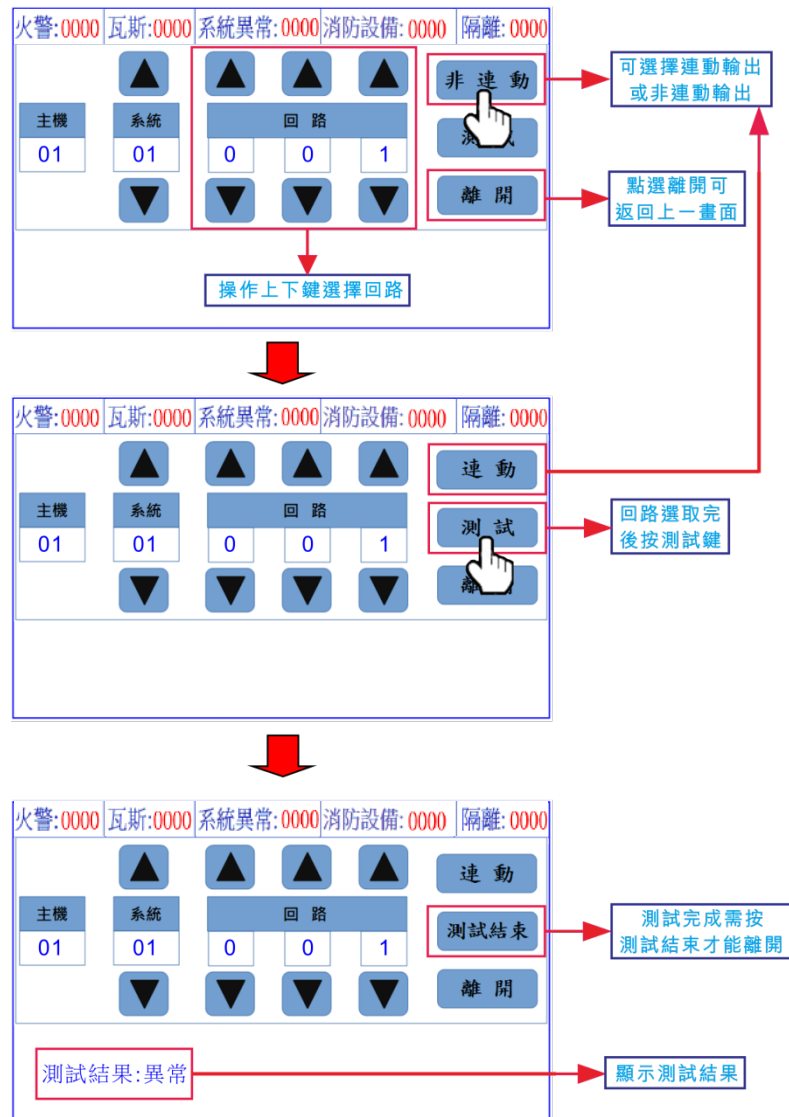 火警:0000 瓦斯:0000 系統異常:0000 消防設備:0000 隔離:0000
▲ ▲ ▲ ▲ 非連動
主機 系統 回路
01 01 0 0 1
▼ ▼ ▼ ▼ 離開
可選擇連動輸出
或非連動輸出
點選離開可
返回上一畫面
操作上下鍵選擇回路
火警:0000 瓦斯:0000 系統異常:0000 消防設備:0000 隔離:0000
▲ ▲ ▲ ▲ 連動
主機 系統 回路 測試
01 01 0 0 1
▼ ▼ ▼ ▼
回路選取完
後按測試鍵
火警:0000 瓦斯:0000 系統異常:0000 消防設備:0000 隔離:0000
▲ ▲ ▲ ▲ 連動
主機 系統 回路 測試結束
01 01 0 0 1
▼ ▼ ▼ ▼ 離開
測試完成需按
測試結束才能離開
測試結果:異常
顯示測試結果